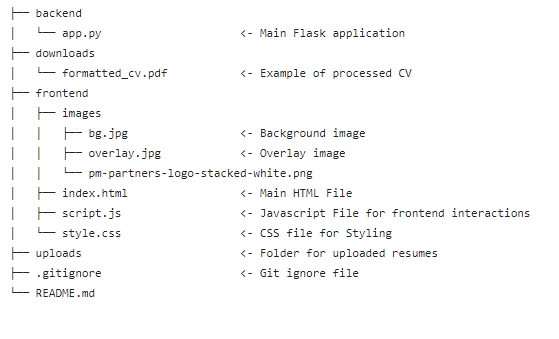 ├── backend
│   └── app.py                      <- Main Flask application
├── downloads
│   └── formatted_cv.pdf            <- Example of processed CV
├── frontend
│   ├── images
│   │   ├── bg.jpg                  <- Background image
│   │   ├── overlay.jpg             <- Overlay image
│   │   └── pm-partners-logo-stacked-white.png
│   ├── index.html                  <- Main HTML File
│   ├── script.js                   <- Javascript File for frontend interactions
│   └── style.css                   <- CSS file for Styling
├── uploads                         <- Folder for uploaded resumes
├── .gitignore                      <- Git ignore file
└── README.md